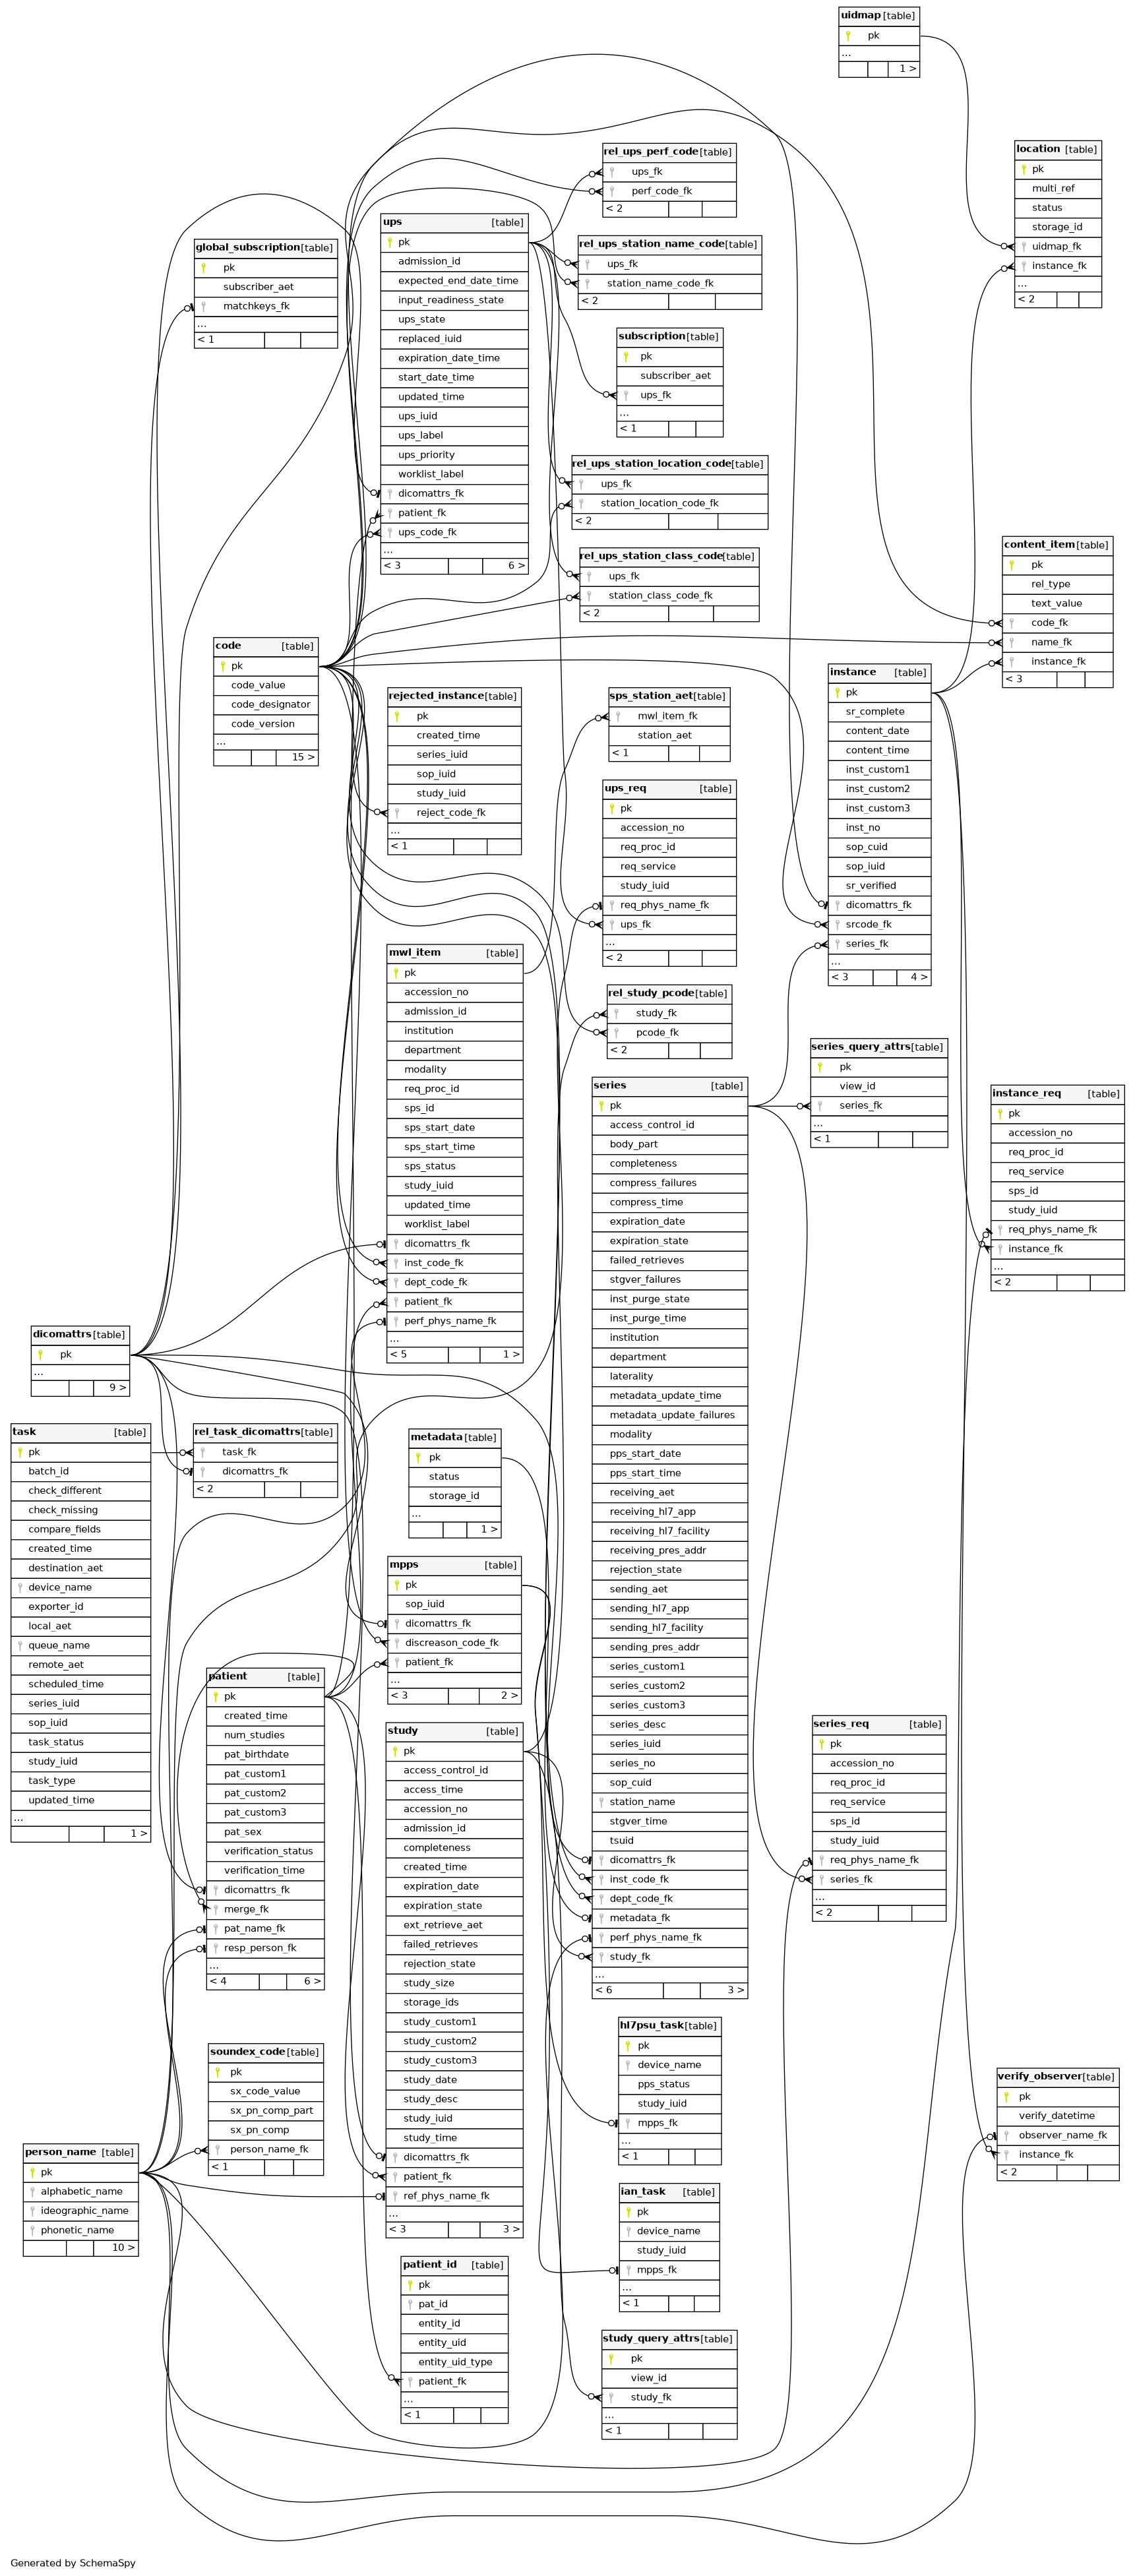 uidmap [table]
pk
...
1 >
location [table]
pk
multi_ref
status
storage_id
uidmap_fk
instance_fk
...
< 2
rel_ups_perf_code [table]
ups_fk
perf_code_fk
< 2
ups [table]
pk
admission_id
expected_end_date_time
input_readiness_state
ups_state
replaced_iuid
expiration_date_time
start_date_time
updated_time
ups_iuid
ups_label
ups_priority
worklist_label
dicomattrs_fk
patient_fk
ups_code_fk
...
< 3 6 >
global_subscription [table]
pk
subscriber_aet
matchkeys_fk
...
< 1
rel_ups_station_name_code [table]
ups_fk
station_name_code_fk
< 2
subscription [table]
pk
subscriber_aet
ups_fk
...
< 1
rel_ups_station_location_code [table]
ups_fk
station_location_code_fk
< 2
rel_ups_station_class_code [table]
ups_fk
station_class_code_fk
< 2
content_item [table]
pk
rel_type
text_value
code_fk
name_fk
instance_fk
< 3
code [table]
pk
code_value
code_designator
code_version
...
15 >
instance [table]
pk
sr_complete
content_date
content_time
inst_custom1
inst_custom2
inst_custom3
inst_no
sop_cuid
sop_iuid
sr_verified
dicomattrs_fk
srcode_fk
series_fk
...
< 3 4 >
rejected_instance [table]
pk
created_time
series_iuid
sop_iuid
study_iuid
reject_code_fk
...
< 1
sps_station_aet [table]
mwl_item_fk
station_aet
< 1
ups_req [table]
pk
accession_no
req_proc_id
req_service
study_iuid
req_phys_name_fk
ups_fk
...
< 2
mwl_item [table]
pk
accession_no
admission_id
institution
department
modality
req_proc_id
sps_id
sps_start_date
sps_start_time
sps_status
study_iuid
updated_time
worklist_label
dicomattrs_fk
inst_code_fk
dept_code_fk
patient_fk
perf_phys_name_fk
...
< 5 1 >
rel_study_pcode [table]
study_fk
pcode_fk
< 2
series_query_attrs [table]
pk
view_id
series_fk
...
< 1
series [table]
pk
access_control_id
body_part
completeness
compress_failures
compress_time
expiration_date
expiration_state
failed_retrieves
stgver_failures
inst_purge_state
inst_purge_time
institution
department
laterality
metadata_update_time
metadata_update_failures
modality
pps_start_date
pps_start_time
receiving_aet
receiving_hl7_app
receiving_hl7_facility
receiving_pres_addr
rejection_state
sending_aet
sending_hl7_app
sending_hl7_facility
sending_pres_addr
series_custom1
series_custom2
series_custom3
series_desc
series_iuid
series_no
sop_cuid
station_name
stgver_time
tsuid
dicomattrs_fk
inst_code_fk
dept_code_fk
metadata_fk
perf_phys_name_fk
study_fk
...
< 6 3 >
instance_req [table]
pk
accession_no
req_proc_id
req_service
sps_id
study_iuid
req_phys_name_fk
instance_fk
...
< 2
dicomattrs [table]
pk
...
9 >
task [table]
pk
batch_id
check_different
check_missing
compare_fields
created_time
destination_aet
device_name
exporter_id
local_aet
queue_name
remote_aet
scheduled_time
series_iuid
sop_iuid
task_status
study_iuid
task_type
updated_time
...
1 >
rel_task_dicomattrs [table]
task_fk
dicomattrs_fk
< 2
metadata [table]
pk
status
storage_id
...
1 >
mpps [table]
pk
sop_iuid
dicomattrs_fk
discreason_code_fk
patient_fk
...
< 3 2 >
patient [table]
pk
created_time
num_studies
pat_birthdate
pat_custom1
pat_custom2
pat_custom3
pat_sex
verification_status
verification_time
dicomattrs_fk
merge_fk
pat_name_fk
resp_person_fk
...
< 4 6 >
study [table]
pk
access_control_id
access_time
accession_no
admission_id
completeness
created_time
expiration_date
expiration_state
ext_retrieve_aet
failed_retrieves
rejection_state
study_size
storage_ids
study_custom1
study_custom2
study_custom3
study_date
study_desc
study_iuid
study_time
dicomattrs_fk
patient_fk
ref_phys_name_fk
...
< 3 3 >
series_req [table]
pk
accession_no
req_proc_id
req_service
sps_id
study_iuid
req_phys_name_fk
series_fk
...
< 2
hl7psu_task [table]
pk
device_name
pps_status
study_iuid
mpps_fk
...
< 1
soundex_code [table]
pk
sx_code_value
sx_pn_comp_part
sx_pn_comp
person_name_fk
< 1
verify_observer [table]
pk
verify_datetime
observer_name_fk
instance_fk
< 2
person_name [table]
pk
alphabetic_name
ideographic_name
phonetic_name
10 >
ian_task [table]
pk
device_name
study_iuid
mpps_fk
...
< 1
patient_id [table]
pk
pat_id
entity_id
entity_uid
entity_uid_type
patient_fk
...
< 1
study_query_attrs [table]
pk
view_id
study_fk
...
< 1
Generated by SchemaSpy